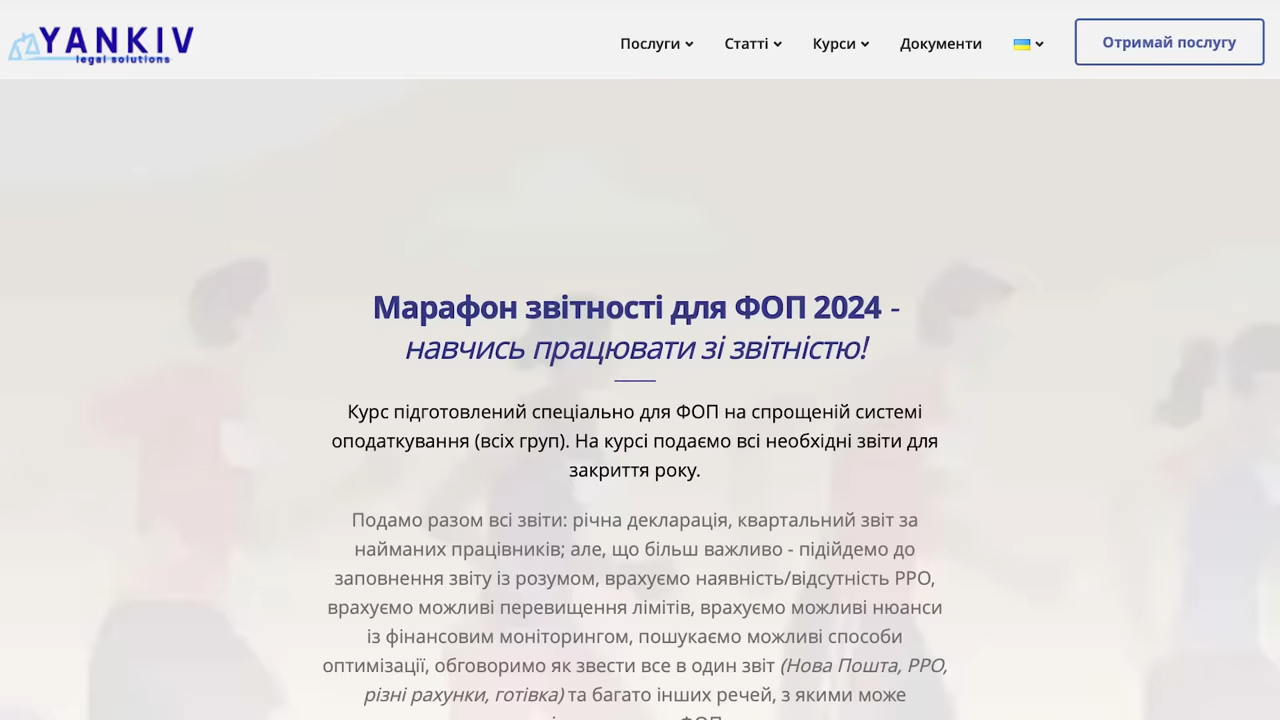 YANKIV
legal solutions
Послуги
Статті
Курси
Документи
Отримай послугу
Марафон звітності для ФОП 2024 -
навчись працювати зі звітністю!
Курс підготовлений спеціально для ФОП на спрощеній системі
оподаткування (всіх груп). На курсі подаємо всі необхідні звіти для
закриття року.
Подамо разом всі звіти: річна декларація, квартальний звіт за
найманих працівників; але, що більш важливо - підійдемо до
заповнення звіту із розумом, врахуємо наявність/відсутність РРО,
врахуємо можливі перевищення лімітів, врахуємо можливі нюанси
із фінансовим моніторингом, пошукаємо можливі способи
оптимізації, обговоримо як звести все в один звіт (Нова Пошта, РРО,
різні рахунки, готівка) та багато інших речей, з якими може